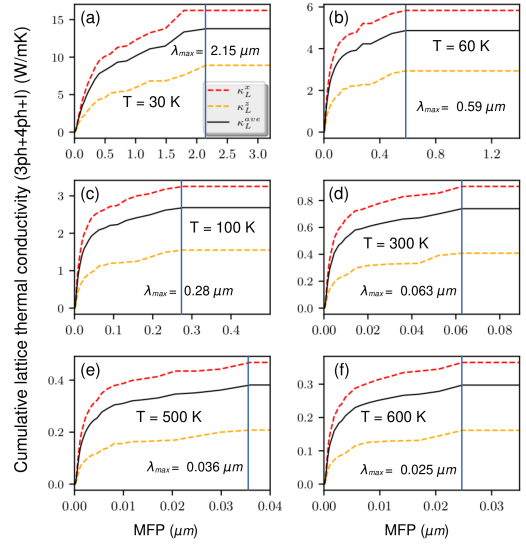 Cumulative lattice thermal conductivity (3ph+4ph+I) (W/mK)
(a)
λmax = 2.15 μm
T = 30 K
κ_L^x
κ_L^z
κ_L^ave
15
10
5
0
0.0 0.5 1.0 1.5 2.0 2.5 3.0
(b)
T = 60 K
λmax = 0.59 μm
6
4
2
0
0.0 0.4 0.8 1.2
(c)
T = 100 K
λmax = 0.28 μm
3
2
1
0
0.0 0.1 0.2 0.3 0.4
(d)
T = 300 K
λmax = 0.063 μm
0.8
0.6
0.4
0.2
0.0
0.00 0.02 0.04 0.06 0.08
(e)
T = 500 K
λmax = 0.036 μm
0.4
0.2
0.0
0.00 0.01 0.02 0.03 0.04
MFP (μm)
(f)
T = 600 K
λmax = 0.025 μm
0.3
0.2
0.1
0.0
0.00 0.01 0.02 0.03
MFP (μm)